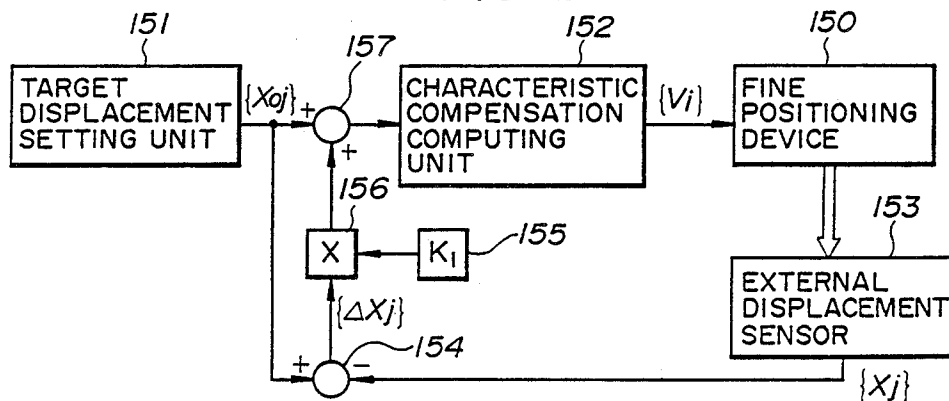 151
TARGET
DISPLACEMENT
SETTING UNIT
{Xoj}
+
157
+
152
CHARACTERISTIC
COMPENSATION
COMPUTING
UNIT
{Vi}
150
FINE
POSITIONING
DEVICE
156
X
K1
155
153
EXTERNAL
DISPLACEMENT
SENSOR
{ΔXj}
154
+
-
{Xj}